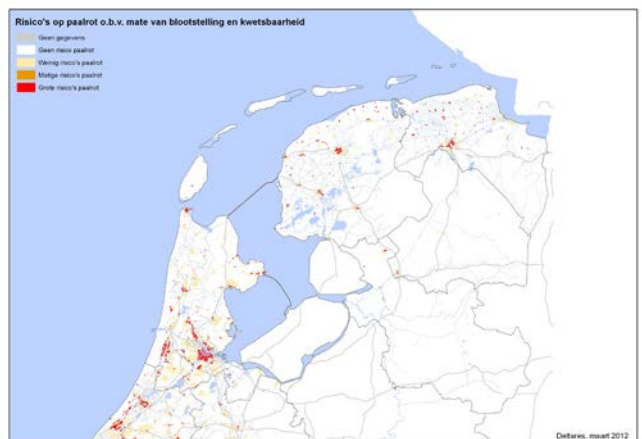 Risico's op paalrot o.b.v. mate van blootstelling en kwetsbaarheid
Geen gegevens
Geen risico paalrot
Weinig risico's paalrot
Matige risico's paalrot
Grote risico's paalrot
Deltares, maart 2012